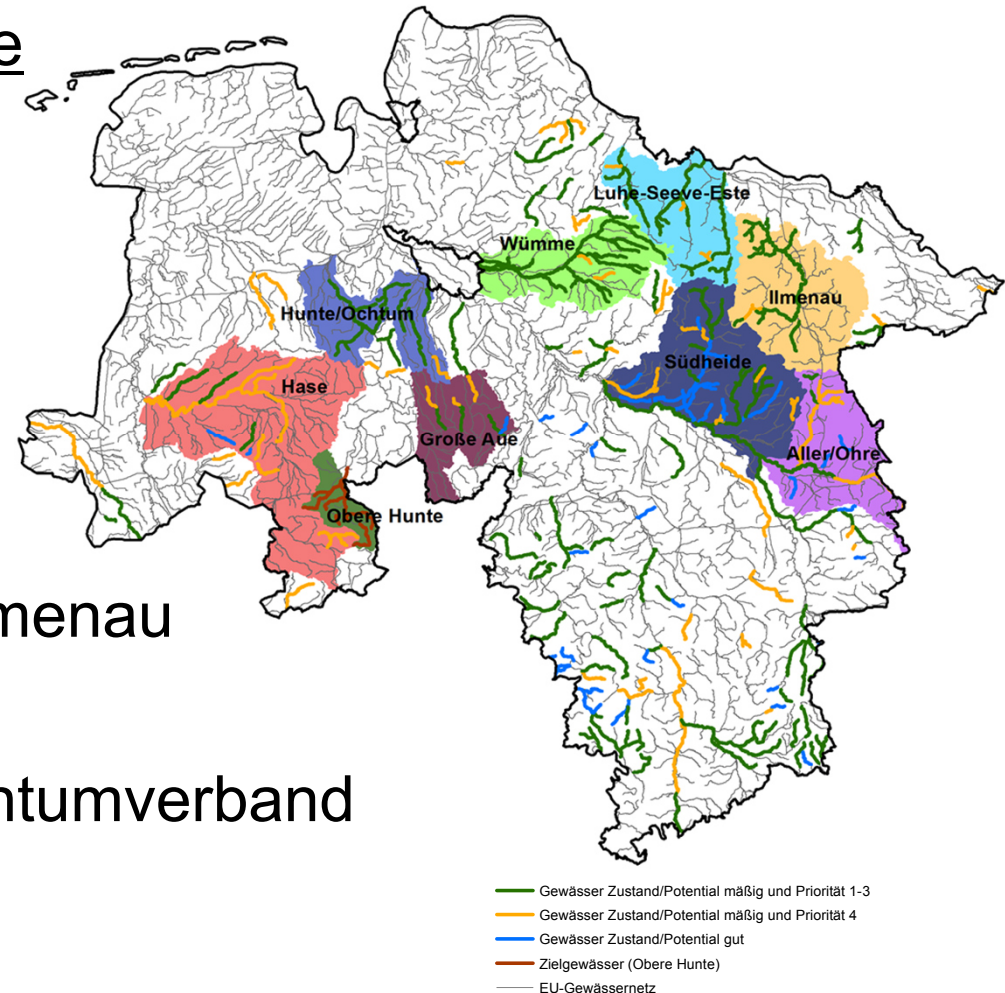 e
Luhe-Seeve-Este
Wümme
Ilmenau
Hunte/Ochtum
Südheide
Hase
Große Aue
Aller/Ohre
Obere Hunte
menau
ntumverband
Gewässer Zustand/Potential mäßig und Priorität 1-3
Gewässer Zustand/Potential mäßig und Priorität 4
Gewässer Zustand/Potential gut
Zielgewässer (Obere Hunte)
EU-Gewässernetz